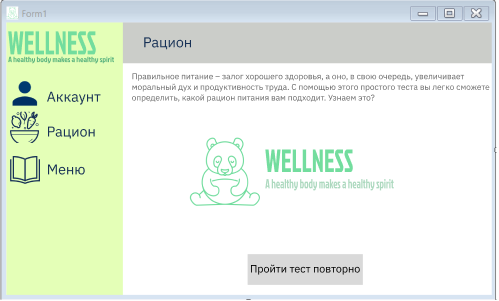 Form1
WELLNESS
A healthy body makes a healthy spirit
Рацион
Аккаунт
Рацион
Меню
Правильное питание – залог хорошего здоровья, а оно, в свою очередь, увеличивает
моральный дух и продуктивность труда. С помощью этого простого теста вы легко сможете
определить, какой рацион питания вам подходит. Узнаем это?
WELLNESS
A healthy body makes a healthy spirit
Пройти тест повторно